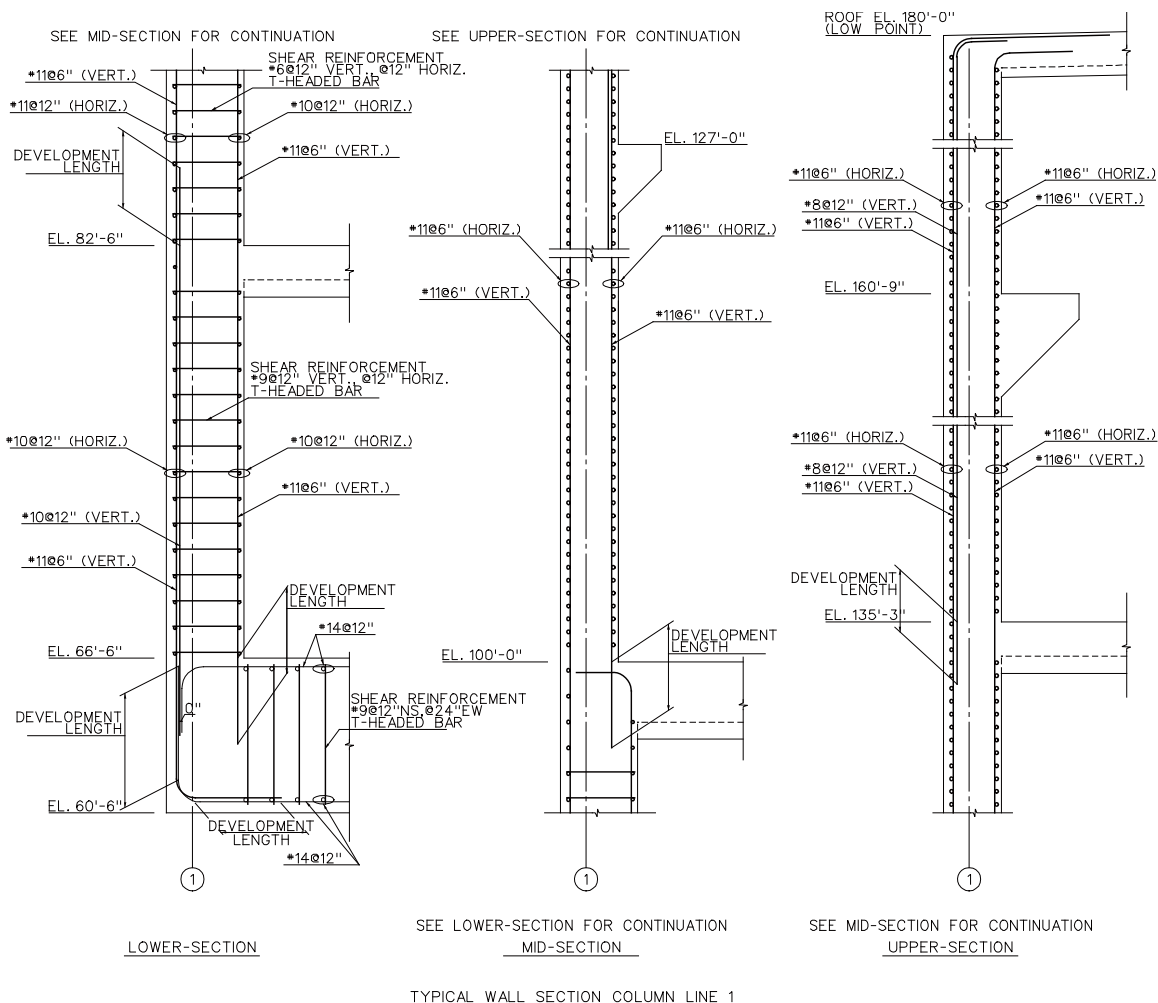 SEE MID-SECTION FOR CONTINUATION
SHEAR REINFORCEMENT
#6@12" VERT., @12" HORIZ.
T-HEADED BAR
#11@6" (VERT.)
#11@12" (HORIZ.)
#10@12" (HORIZ.)
DEVELOPMENT
LENGTH
#11@6" (VERT.)
EL. 82'-6"
SHEAR REINFORCEMENT
#9@12" VERT., @12" HORIZ.
T-HEADED BAR
#10@12" (HORIZ.)
#10@12" (HORIZ.)
#11@6" (VERT.)
#10@12" (VERT.)
#11@6" (VERT.)
DEVELOPMENT
LENGTH
#14@12"
EL. 66'-6"
SHEAR REINFORCEMENT
#9@12"NS,@24"EW
T-HEADED BAR
0"
DEVELOPMENT
LENGTH
EL. 60'-6"
DEVELOPMENT
LENGTH
#14@12"
1
LOWER-SECTION
SEE UPPER-SECTION FOR CONTINUATION
EL. 127'-0"
#11@6" (HORIZ.)
#11@6" (HORIZ.)
#11@6" (VERT.)
#11@6" (VERT.)
DEVELOPMENT
LENGTH
EL. 100'-0"
1
SEE LOWER-SECTION FOR CONTINUATION
MID-SECTION
ROOF EL. 180'-0"
(LOW POINT)
#11@6" (HORIZ.)
#11@6" (HORIZ.)
#8@12" (VERT.)
#11@6" (VERT.)
#11@6" (VERT.)
EL. 160'-9"
#11@6" (HORIZ.)
#11@6" (HORIZ.)
#11@6" (VERT.)
#8@12" (VERT.)
#11@6" (VERT.)
DEVELOPMENT
LENGTH
EL. 135'-3"
1
SEE MID-SECTION FOR CONTINUATION
UPPER-SECTION
TYPICAL WALL SECTION COLUMN LINE 1